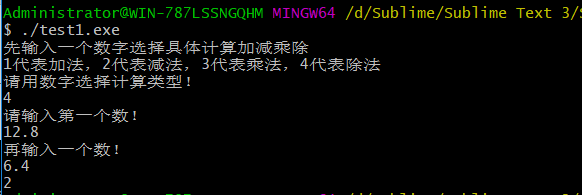 Administrator@WIN-787LSSNGQHM MINGW64 /d/Sublime/Sublime Text 3/S
$ ./test1.exe
先输入一个数字选择具体计算加减乘除
1代表加法，2代表减法，3代表乘法，4代表除法
请用数字选择计算类型！
4
请输入第一个数！
12.8
再输入一个数！
6.4
2